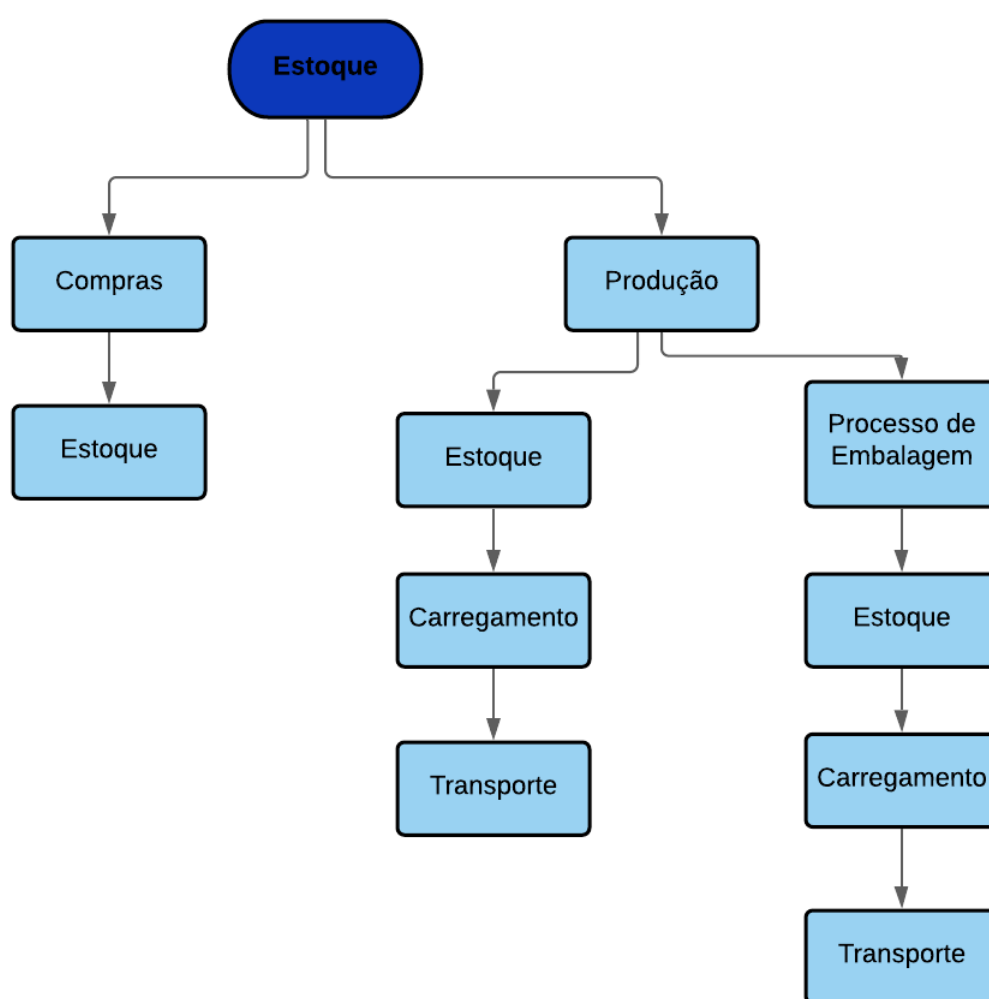 Estoque
Compras
Produção
Estoque
Estoque
Processo de
Embalagem
Carregamento
Estoque
Transporte
Carregamento
Transporte